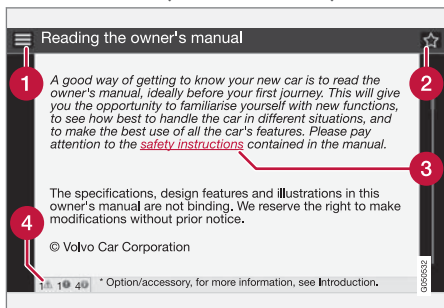 Reading the owner's manual
1
2
A good way of getting to know your new car is to read the
owner's manual, ideally before your first journey. This will give
you the opportunity to familiarise yourself with new functions,
to see how best to handle the car in different situations, and
to make the best use of all the car's features. Please pay
attention to the safety instructions contained in the manual.
3
The specifications, design features and illustrations in this
owner's manual are not binding. We reserve the right to make
modifications without prior notice.
4
© Volvo Car Corporation
1 1 4 * Option/accessory, for more information, see Introduction.
G050532